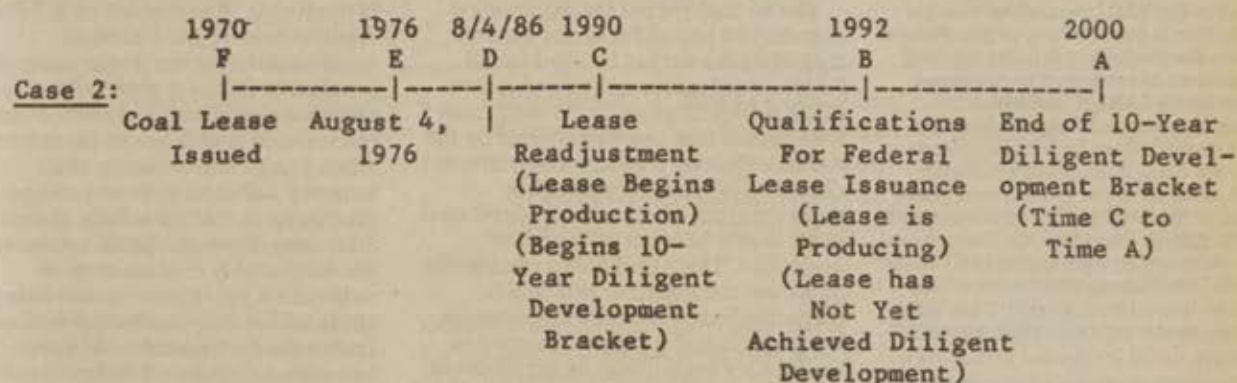 1970 1976 8/4/86 1990 1992 2000
F E D C B A
Case 2: |----------|-----|------|---------------|-------------|
Coal Lease August 4, | Lease Qualifications End of 10-Year
Issued 1976 Readjustment For Federal Diligent Devel-
(Lease Begins Lease Issuance opment Bracket
Production) (Lease is (Time C to
(Begins 10- Producing) Time A)
Year Diligent (Lease has
Development Not Yet
Bracket) Achieved Diligent
Development)